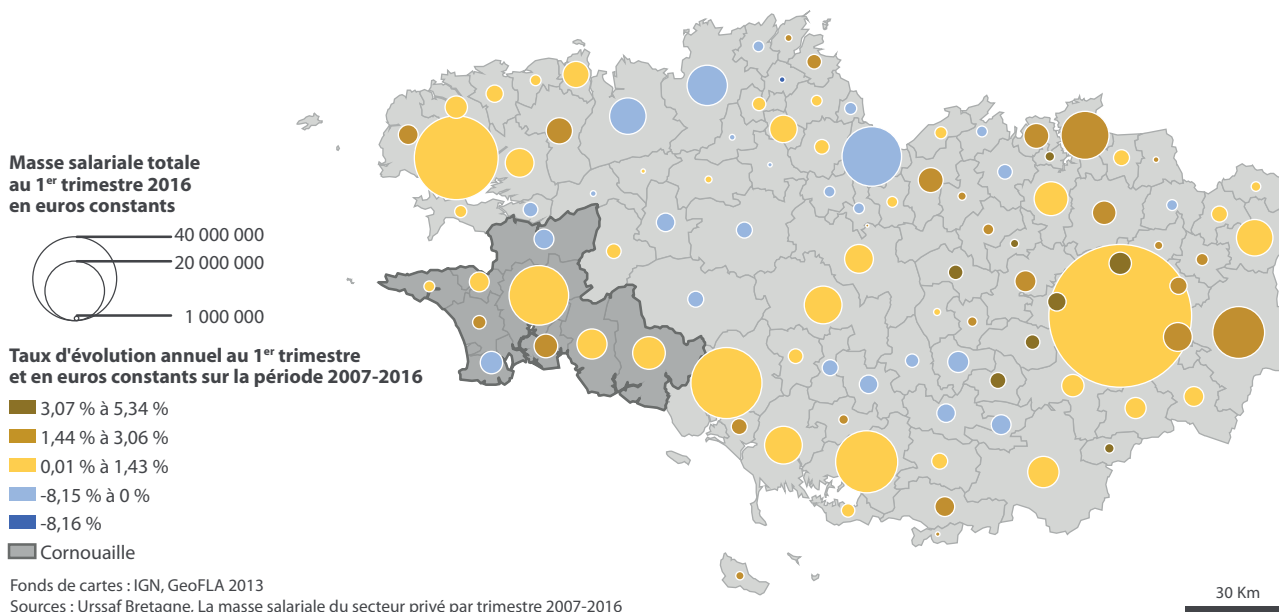 Masse salariale totale
au 1er trimestre 2016
en euros constants
40 000 000
20 000 000
1 000 000
Taux d'évolution annuel au 1er trimestre
et en euros constants sur la période 2007-2016
3,07 % à 5,34 %
1,44 % à 3,06 %
0,01 % à 1,43 %
-8,15 % à 0 %
-8,16 %
Cornouaille
Fonds de cartes : IGN, GeoFLA 2013
Sources : Urssaf Bretagne, La masse salariale du secteur privé par trimestre 2007-2016
30 Km